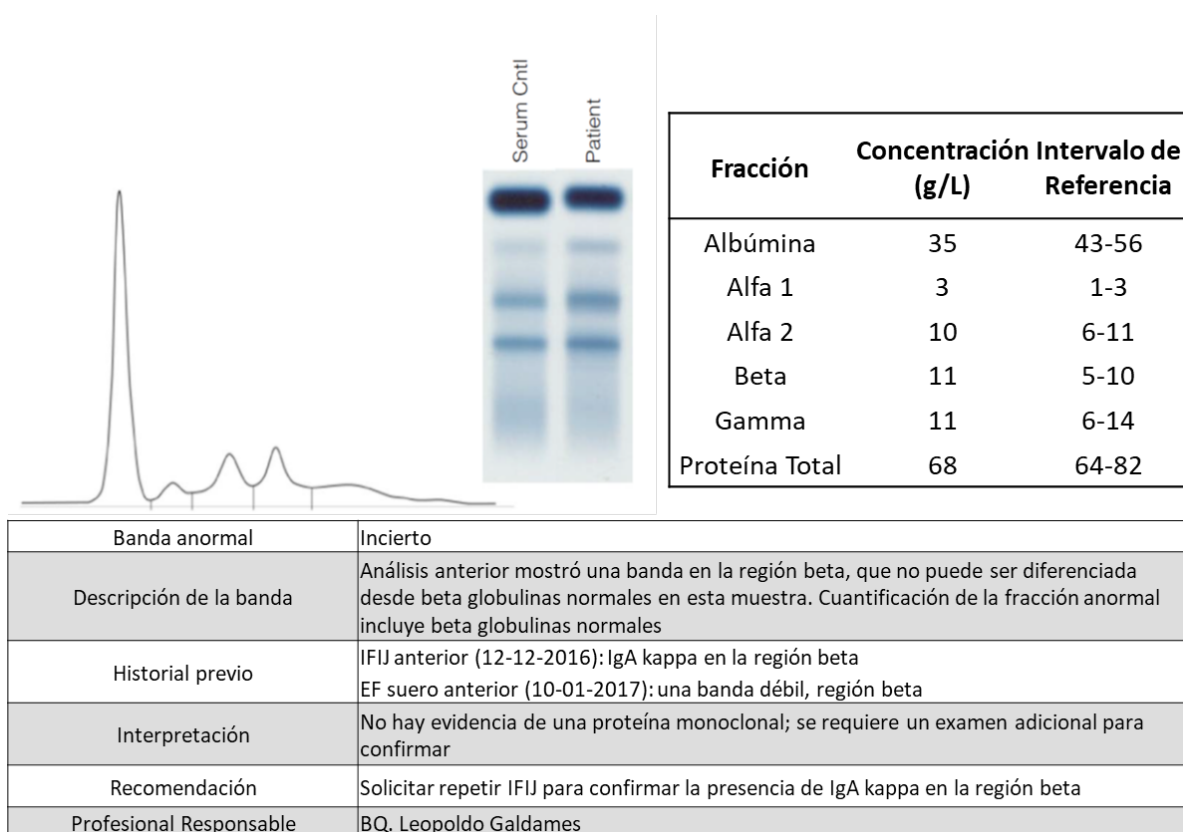 Serum Cntl
Patient
Fracción Concentración (g/L) Intervalo de Referencia
Albúmina 35 43-56
Alfa 1 3 1-3
Alfa 2 10 6-11
Beta 11 5-10
Gamma 11 6-14
Proteína Total 68 64-82
Banda anormal Incierto
Descripción de la banda Análisis anterior mostró una banda en la región beta, que no puede ser diferenciada
desde beta globulinas normales en esta muestra. Cuantificación de la fracción anormal
incluye beta globulinas normales
Historial previo IFIJ anterior (12-12-2016): IgA kappa en la región beta
EF suero anterior (10-01-2017): una banda débil, región beta
Interpretación No hay evidencia de una proteína monoclonal; se requiere un examen adicional para
confirmar
Recomendación Solicitar repetir IFIJ para confirmar la presencia de IgA kappa en la región beta
Profesional Responsable BQ. Leopoldo Galdames